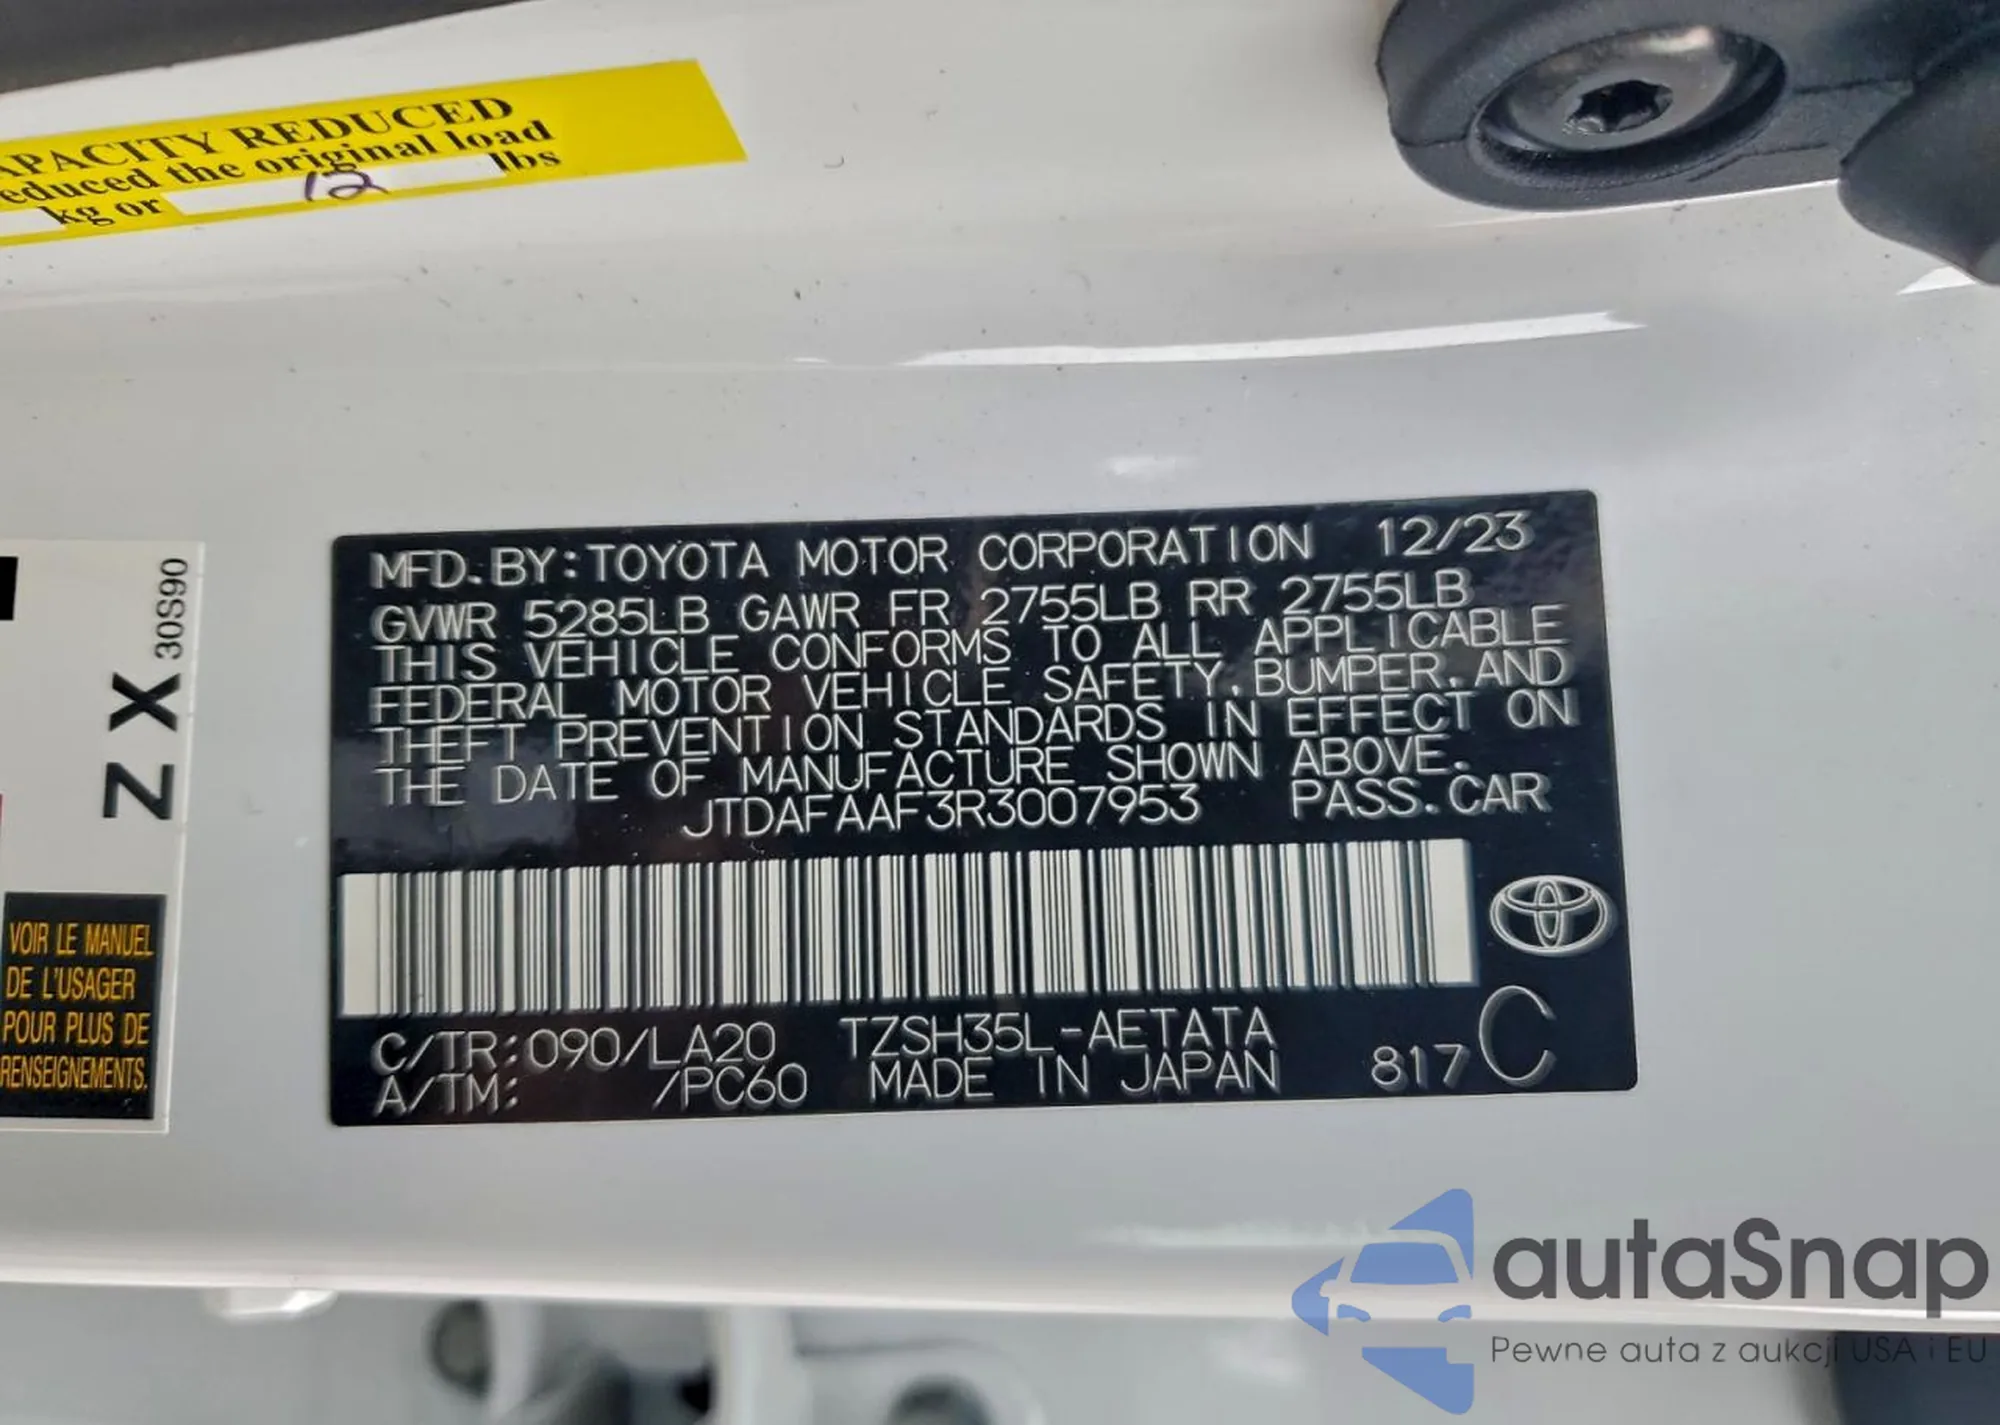 APACITY REDUCED
educed the original load
kg or 12 lbs
Z X 30S90
VOIR LE MANUEL
DE L'USAGER
POUR PLUS DE
RENSEIGNEMENTS.
MFD. BY: TOYOTA MOTOR CORPORATION 12/23
GVWR 5285LB GAWR FR 2755LB RR 2755LB
THIS VEHICLE CONFORMS TO ALL APPLICABLE
FEDERAL MOTOR VEHICLE SAFETY, BUMPER, AND
THEFT PREVENTION STANDARDS IN EFFECT ON
THE DATE OF MANUFACTURE SHOWN ABOVE.
JTDAFAAF3R3007953 PASS. CAR
C/TR: 090/LA20 TZSH35L-AETATA
A/TM: /PC60 MADE IN JAPAN 817 C
autaSnap
Pewne auta z aukcji USA i EU